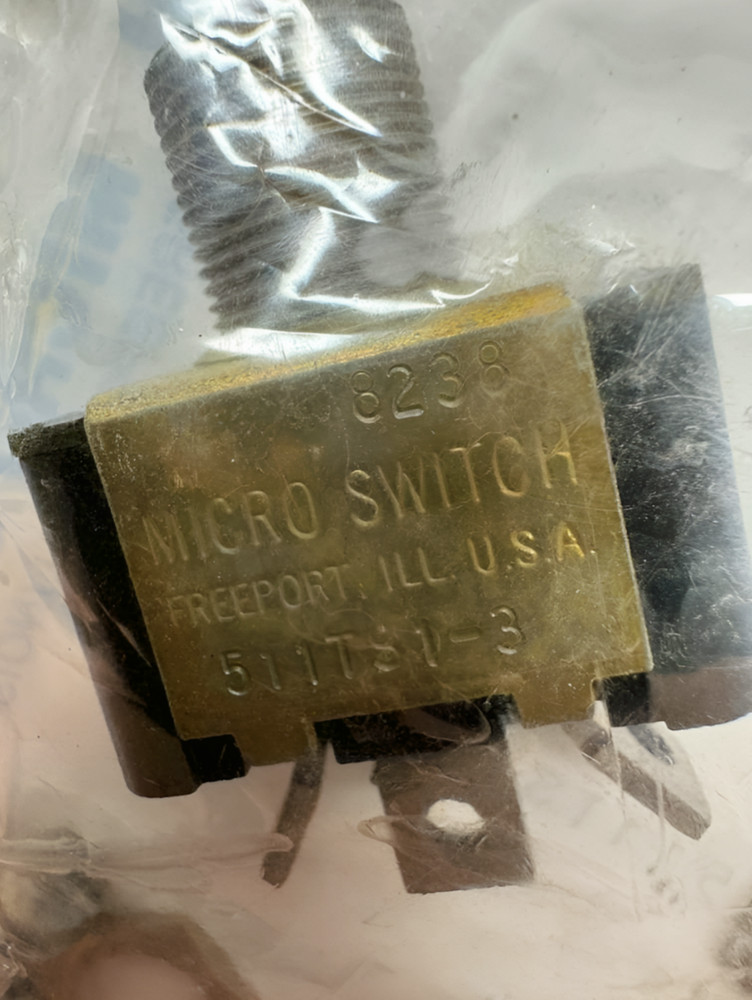 8238
MICRO SWITCH
FREEPORT, ILL. U.S.A.
511TS1-3